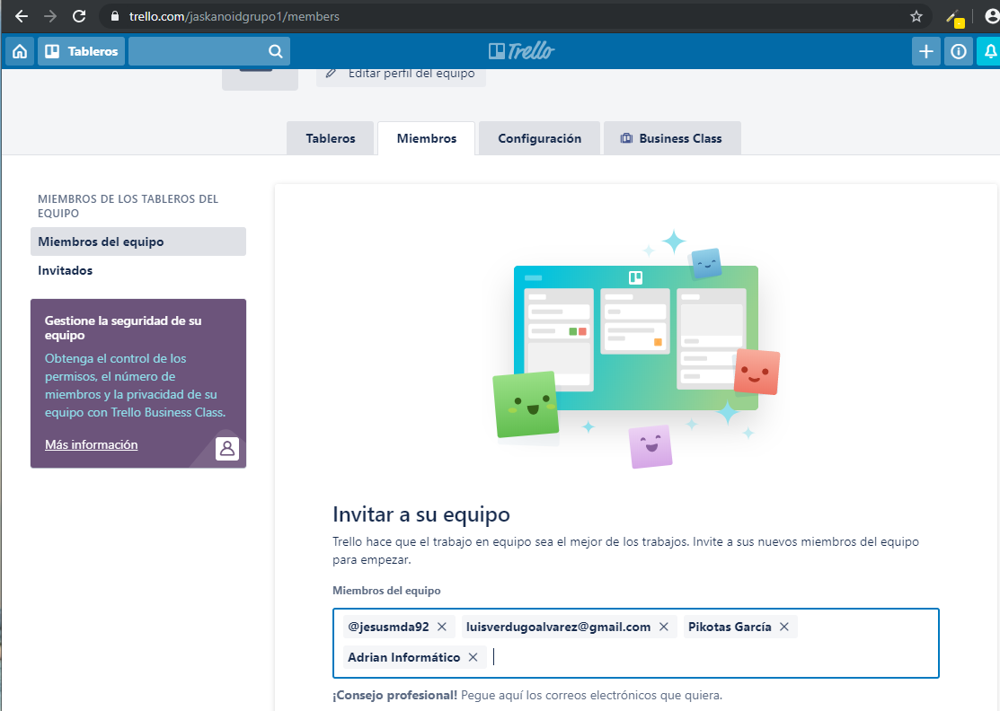 trello.com/jaskanoidgrupo1/members
Tableros
Trello
Editar perfil del equipo
Tableros
Miembros
Configuración
Business Class
MIEMBROS DE LOS TABLEROS DEL
EQUIPO
Miembros del equipo
Invitados
Gestione la seguridad de su
equipo
Obtenga el control de los
permisos, el número de
miembros y la privacidad de su
equipo con Trello Business Class.
Más información
Invitar a su equipo
Trello hace que el trabajo en equipo sea el mejor de los trabajos. Invite a sus nuevos miembros del equipo
para empezar.
Miembros del equipo
@jesusmda92
luisverdugoalvarez@gmail.com
Pikotas García
Adrian Informático
¡Consejo profesional! Pegue aquí los correos electrónicos que quiera.